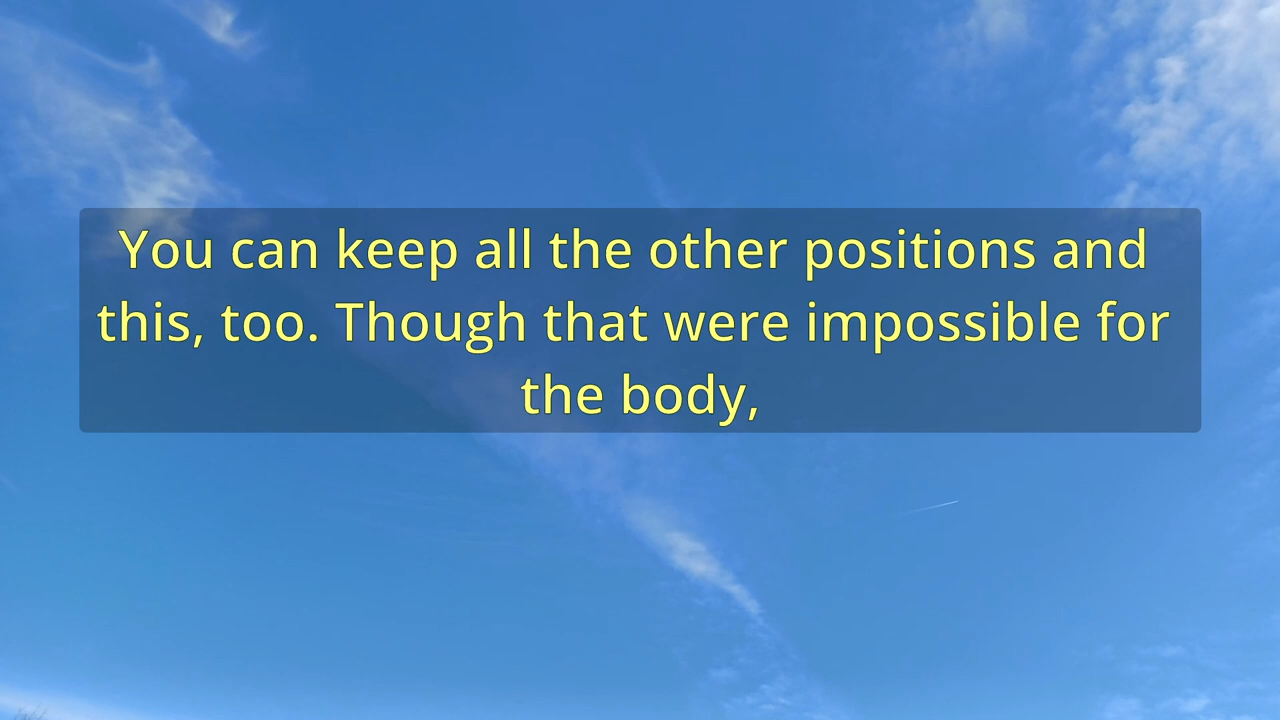 You can keep all the other positions and
this, too. Though that were impossible for
the body,